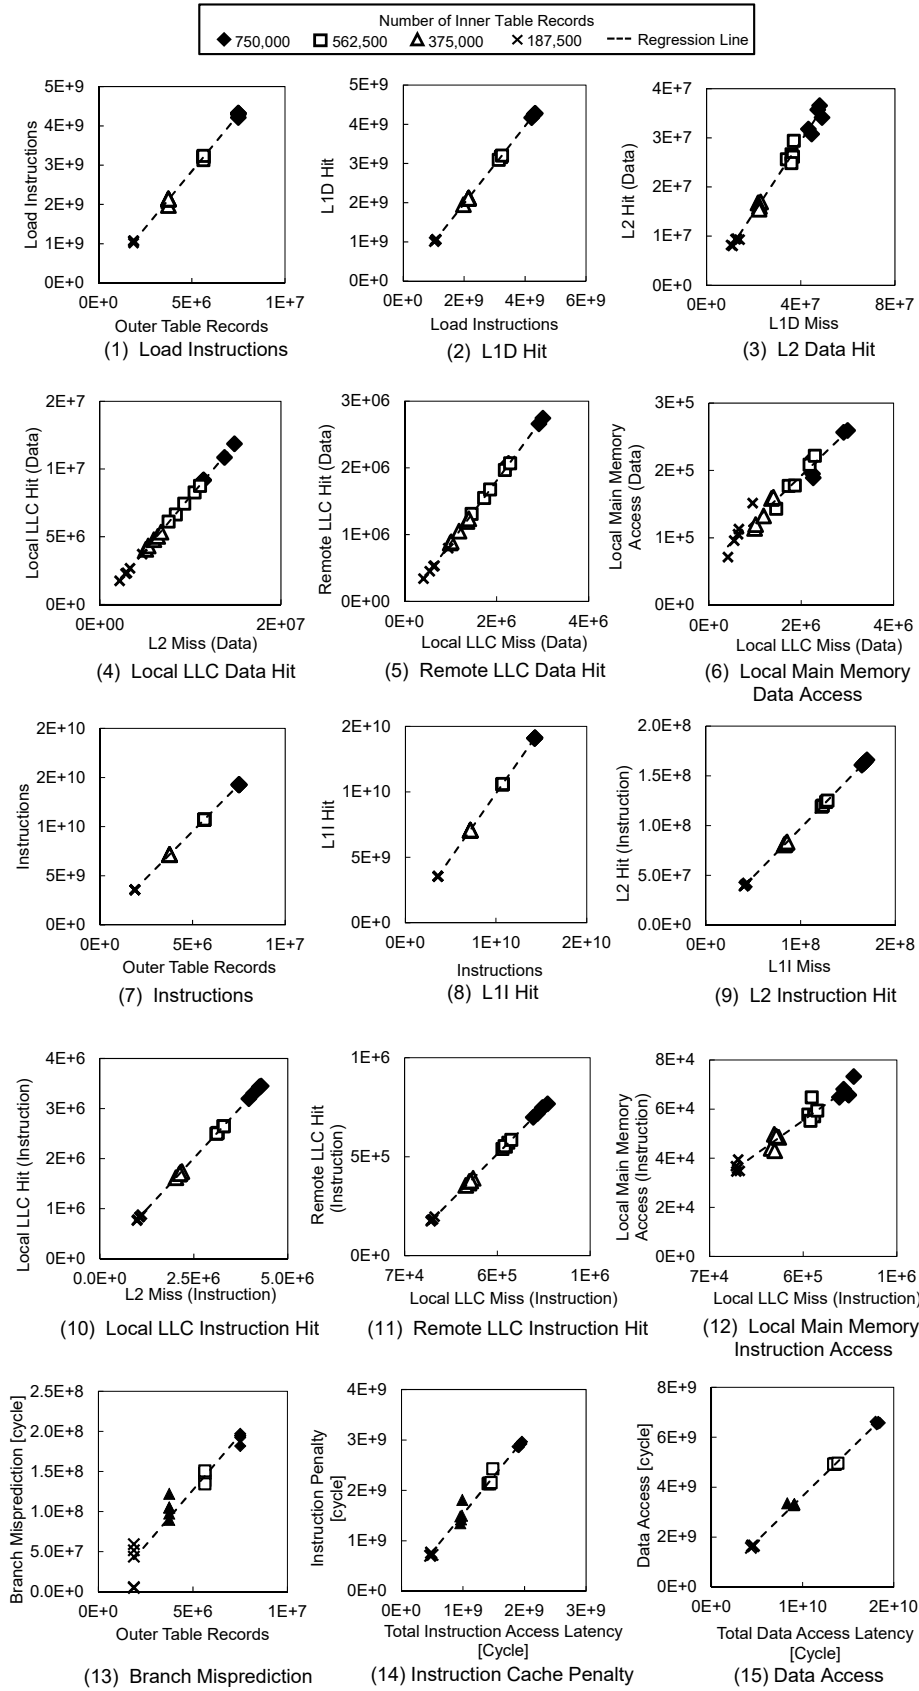 Number of Inner Table Records
750,000 562,500 375,000 187,500 Regression Line
5E+9
4E+9
3E+9
2E+9
1E+9
0E+0
Load Instructions
0E+0 5E+6 1E+7
Outer Table Records
(1) Load Instructions
5E+9
4E+9
3E+9
2E+9
1E+9
0E+0
L1D Hit
0E+0 2E+9 4E+9 6E+9
Load Instructions
(2) L1D Hit
4E+7
3E+7
2E+7
1E+7
0E+0
L2 Hit (Data)
0E+0 4E+7 8E+7
L1D Miss
(3) L2 Data Hit
2E+7
1E+7
5E+6
0E+0
Local LLC Hit (Data)
0E+00 2E+07
L2 Miss (Data)
(4) Local LLC Data Hit
3E+06
2E+06
1E+06
0E+00
Remote LLC Hit (Data)
0E+0 2E+6 4E+6
Local LLC Miss (Data)
(5) Remote LLC Data Hit
3E+5
2E+5
1E+5
0E+0
Local Main Memory
Access (Data)
0E+0 2E+6 4E+6
Local LLC Miss (Data)
(6) Local Main Memory
Data Access
2E+10
2E+10
1E+10
5E+9
0E+0
Instructions
0E+0 5E+6 1E+7
Outer Table Records
(7) Instructions
2E+10
1E+10
5E+9
0E+0
L1I Hit
0E+0 1E+10 2E+10
Instructions
(8) L1I Hit
2.0E+8
1.5E+8
1.0E+8
5.0E+7
0.0E+0
L2 Hit (Instruction)
0E+0 1E+8 2E+8
L1I Miss
(9) L2 Instruction Hit
4E+6
3E+6
2E+6
1E+6
0E+0
Local LLC Hit (Instruction)
0.0E+0 2.5E+6 5.0E+6
L2 Miss (Instruction)
(10) Local LLC Instruction Hit
1E+6
5E+5
0E+0
Remote LLC Hit
(Instruction)
7E+4 6E+5 1E+6
Local LLC Miss (Instruction)
(11) Remote LLC Instruction Hit
8E+4
6E+4
4E+4
2E+4
0E+0
Local Main Memory
Access (Instruction)
7E+4 6E+5 1E+6
Local LLC Miss (Instruction)
(12) Local Main Memory
Instruction Access
2.5E+8
2.0E+8
1.5E+8
1.0E+8
5.0E+7
0.0E+0
Branch Misprediction [cycle]
0E+0 5E+6 1E+7
Outer Table Records
(13) Branch Misprediction
4E+9
3E+9
2E+9
1E+9
0E+0
Instruction Penalty
[cycle]
0E+0 1E+9 2E+9 3E+9
Total Instruction Access Latency
[Cycle]
(14) Instruction Cache Penalty
8E+9
6E+9
4E+9
2E+9
0E+0
Data Access [cycle]
0E+0 1E+10 2E+10
Total Data Access Latency
[Cycle]
(15) Data Access